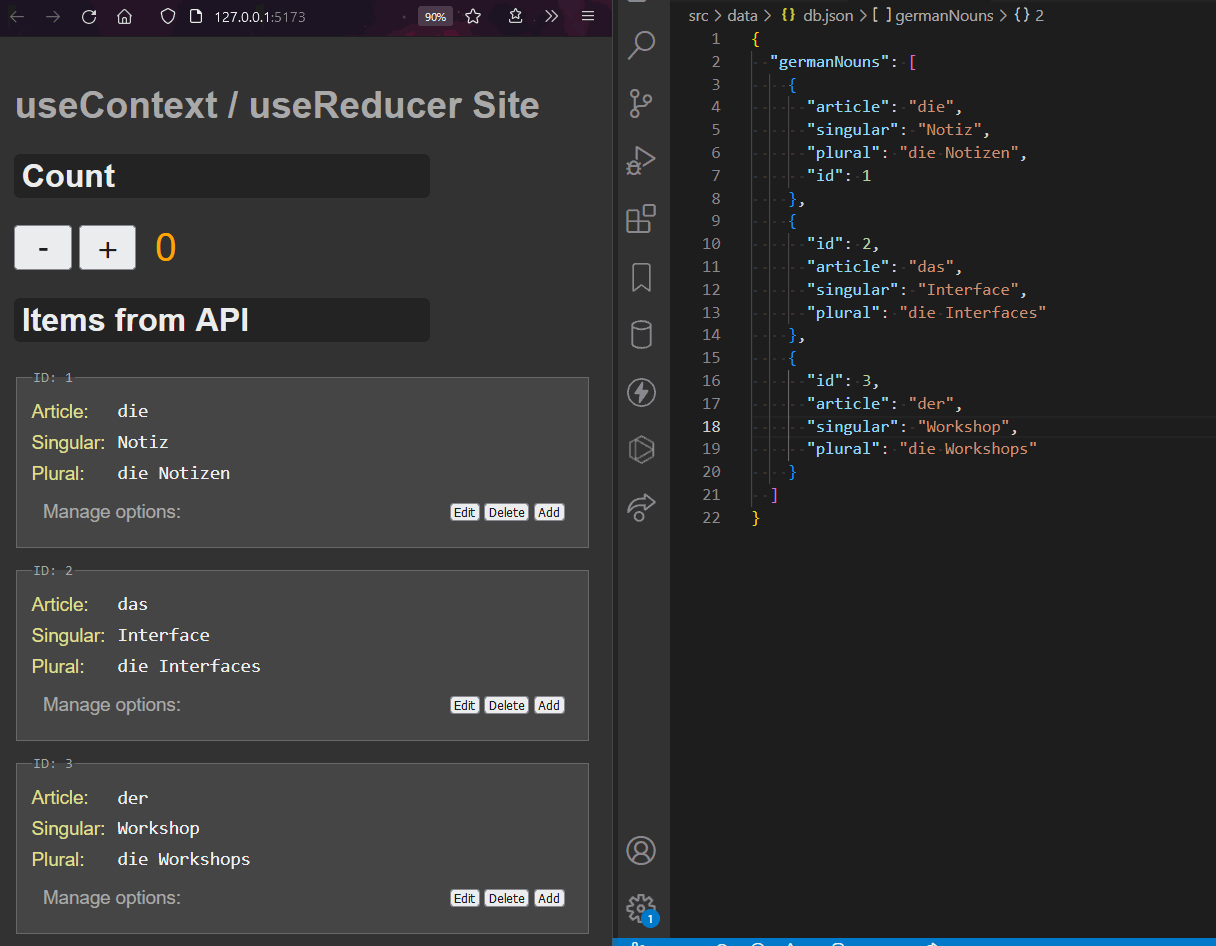 127.0.0.1:5173
90%
useContext / useReducer Site
Count
- + 0
Items from API
ID: 1
Article: die
Singular: Notiz
Plural: die Notizen
Manage options: Edit Delete Add
ID: 2
Article: das
Singular: Interface
Plural: die Interfaces
Manage options: Edit Delete Add
ID: 3
Article: der
Singular: Workshop
Plural: die Workshops
Manage options: Edit Delete Add
1
src > data > {} db.json > [ ] germanNouns > {} 2
1 {
2 "germanNouns": [
3 {
4 "article": "die",
5 "singular": "Notiz",
6 "plural": "die Notizen",
7 "id": 1
8 },
9 {
10 "id": 2,
11 "article": "das",
12 "singular": "Interface",
13 "plural": "die Interfaces"
14 },
15 {
16 "id": 3,
17 "article": "der",
18 "singular": "Workshop",
19 "plural": "die Workshops"
20 }
21 ]
22 }